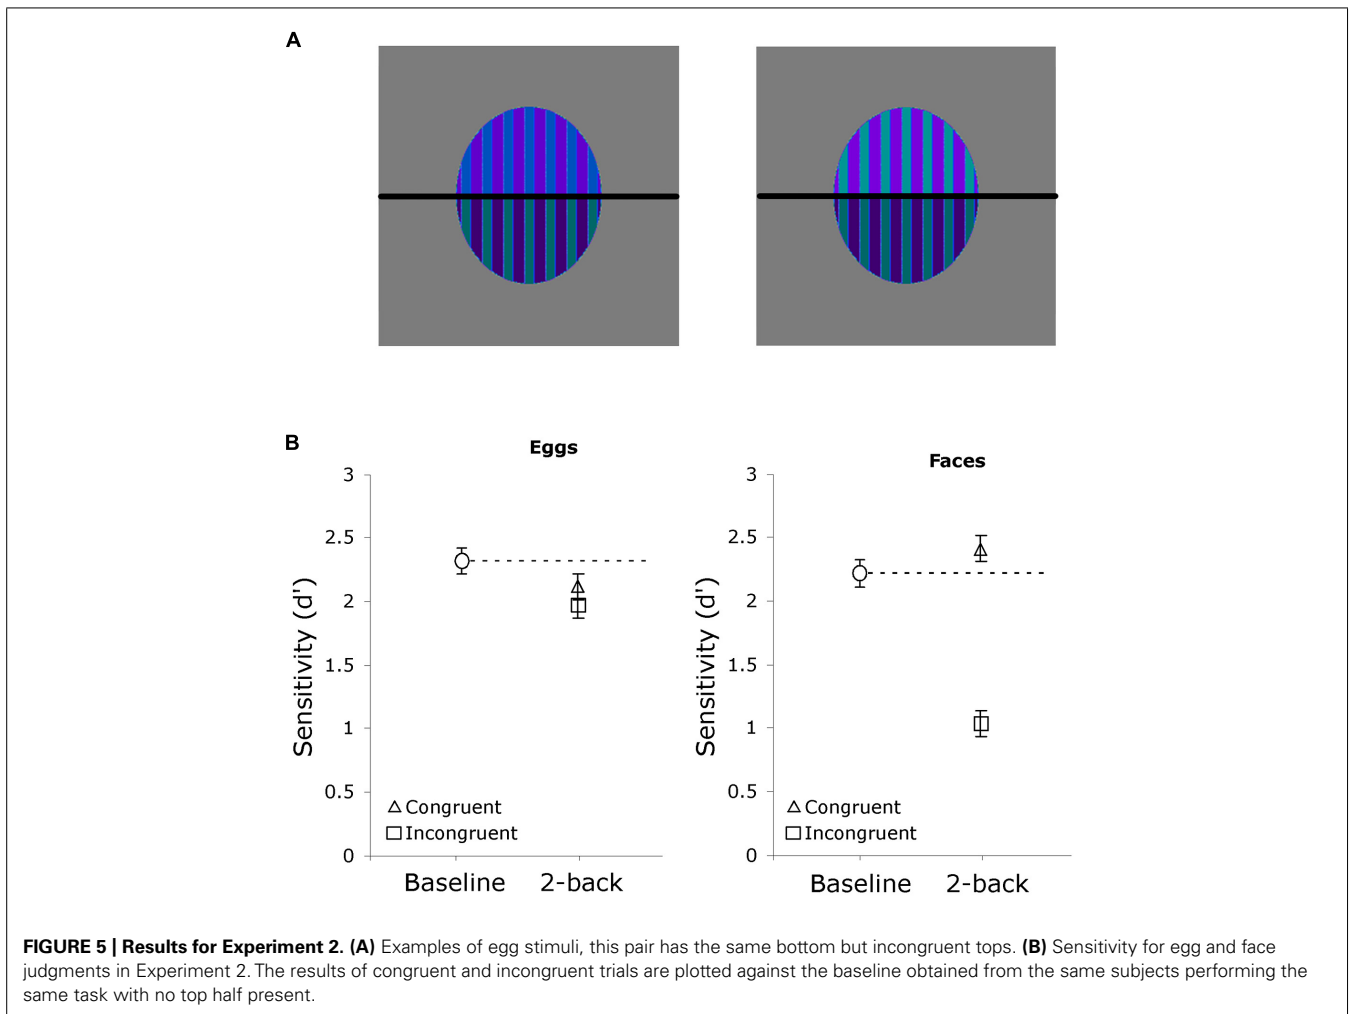 A
B
Eggs
3
2.5
2
1.5
1
0.5
0
Sensitivity (d')
△ Congruent
□ Incongruent
Baseline 2-back
Faces
3
2.5
2
1.5
1
0.5
0
Sensitivity (d')
△ Congruent
□ Incongruent
Baseline 2-back
FIGURE 5 | Results for Experiment 2. (A) Examples of egg stimuli, this pair has the same bottom but incongruent tops. (B) Sensitivity for egg and face
judgments in Experiment 2. The results of congruent and incongruent trials are plotted against the baseline obtained from the same subjects performing the
same task with no top half present.